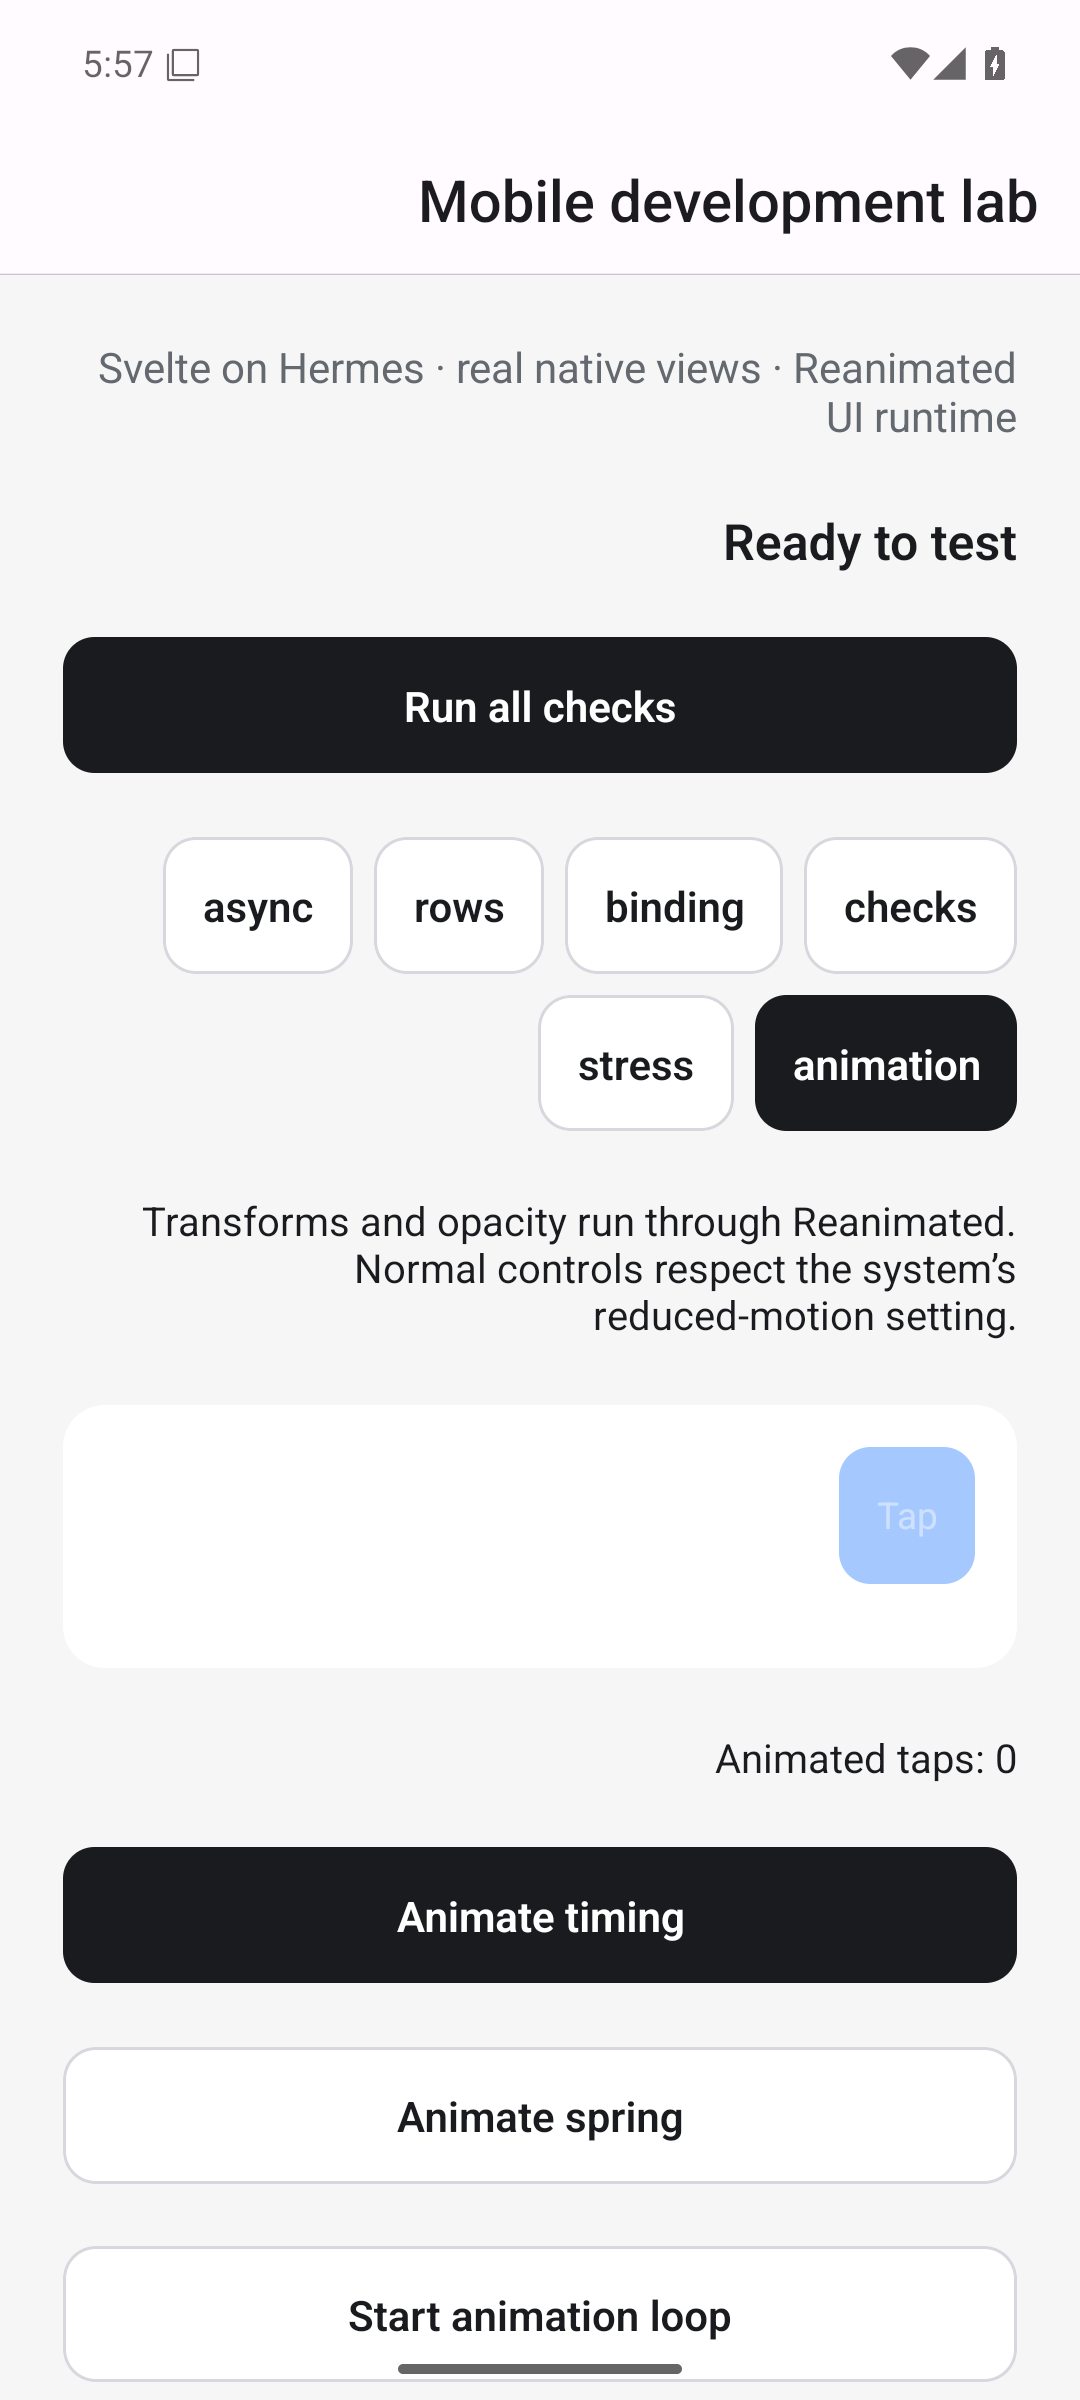 5:57
Mobile development lab
Svelte on Hermes · real native views · Reanimated
UI runtime
Ready to test
Run all checks
async rows binding checks
stress animation
Transforms and opacity run through Reanimated.
Normal controls respect the system’s
reduced-motion setting.
Tap
Animated taps: 0
Animate timing
Animate spring
Start animation loop